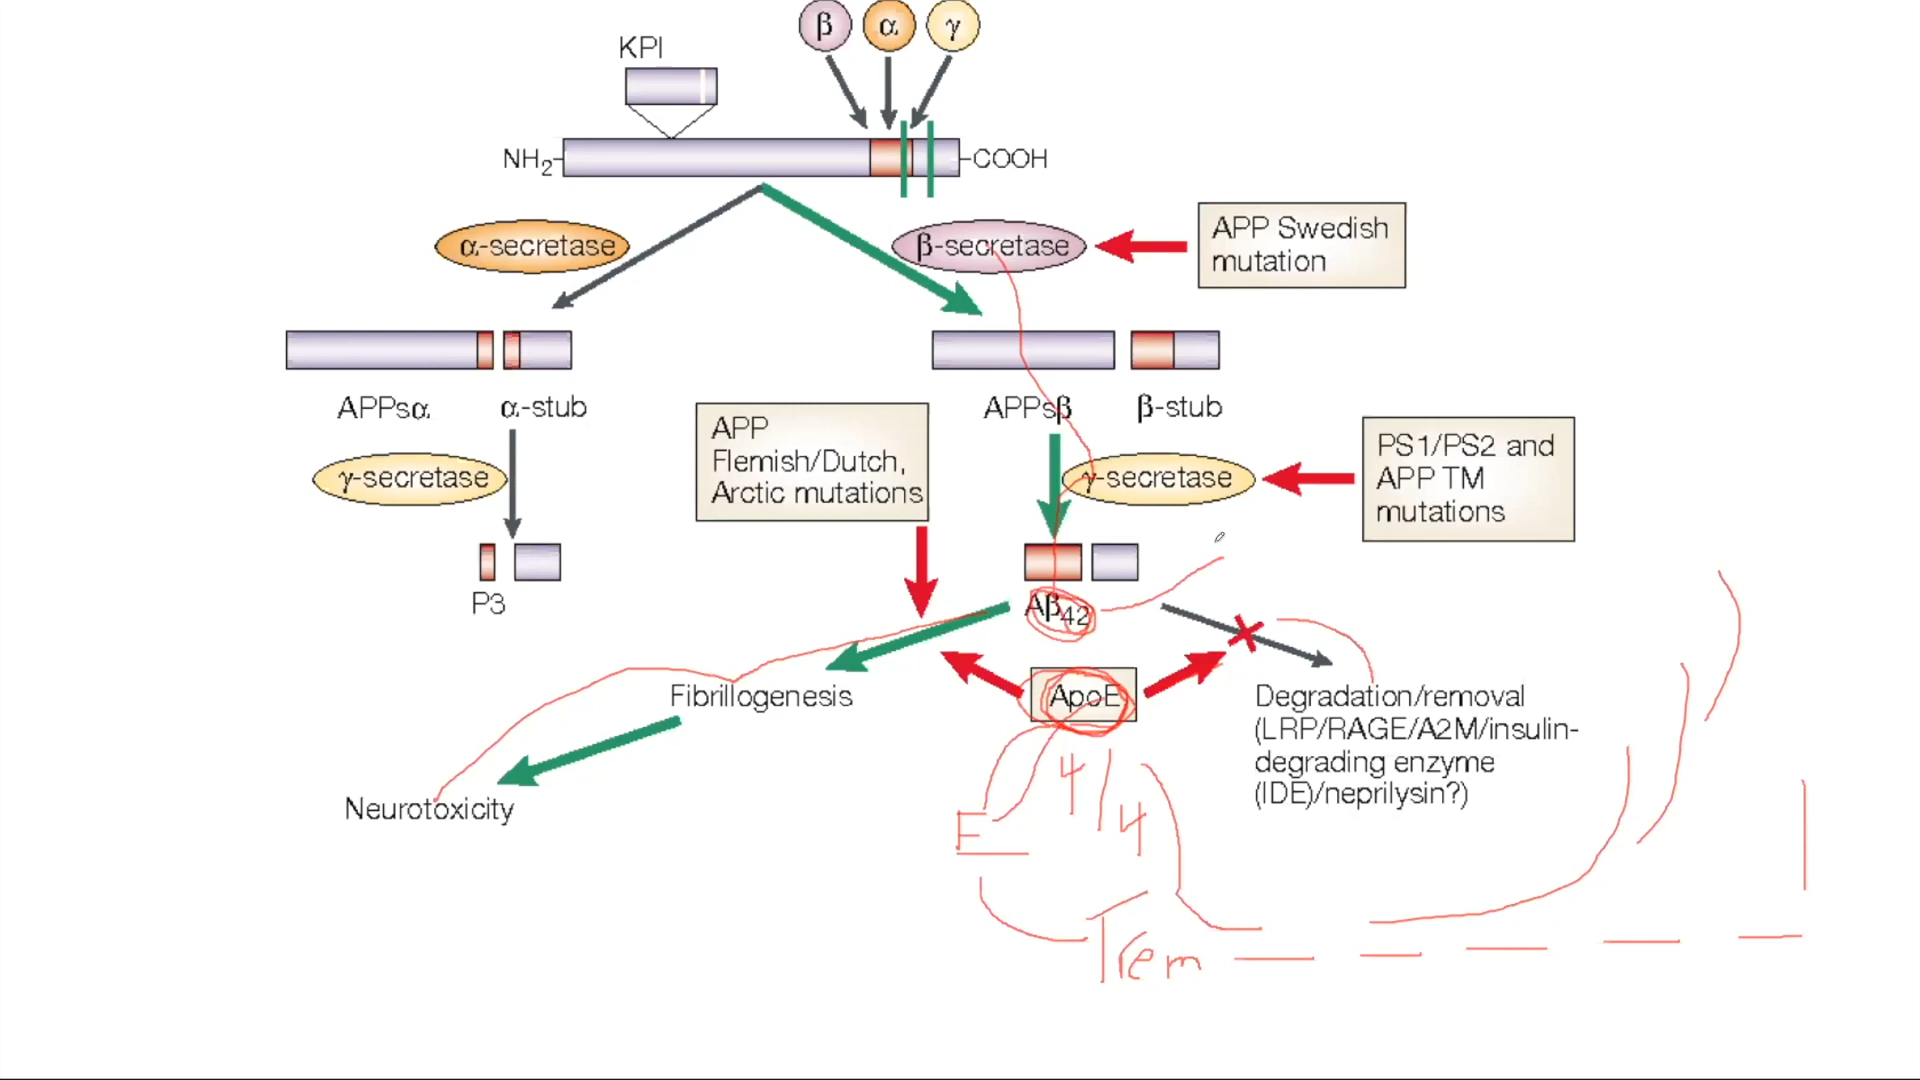 β α γ
KPI
NH2 COOH
α-secretase
β-secretase
APP Swedish
mutation
APPsα
α-stub
APPsβ
β-stub
APP
Flemish/Dutch,
Arctic mutations
γ-secretase
γ-secretase
PS1/PS2 and
APP TM
mutations
P3
Aβ42
Fibrillogenesis
ApoE
Degradation/removal
(LRP/RAGE/A2M/insulin-
degrading enzyme
(IDE)/neprilysin?)
Neurotoxicity
4/4
E
Trem